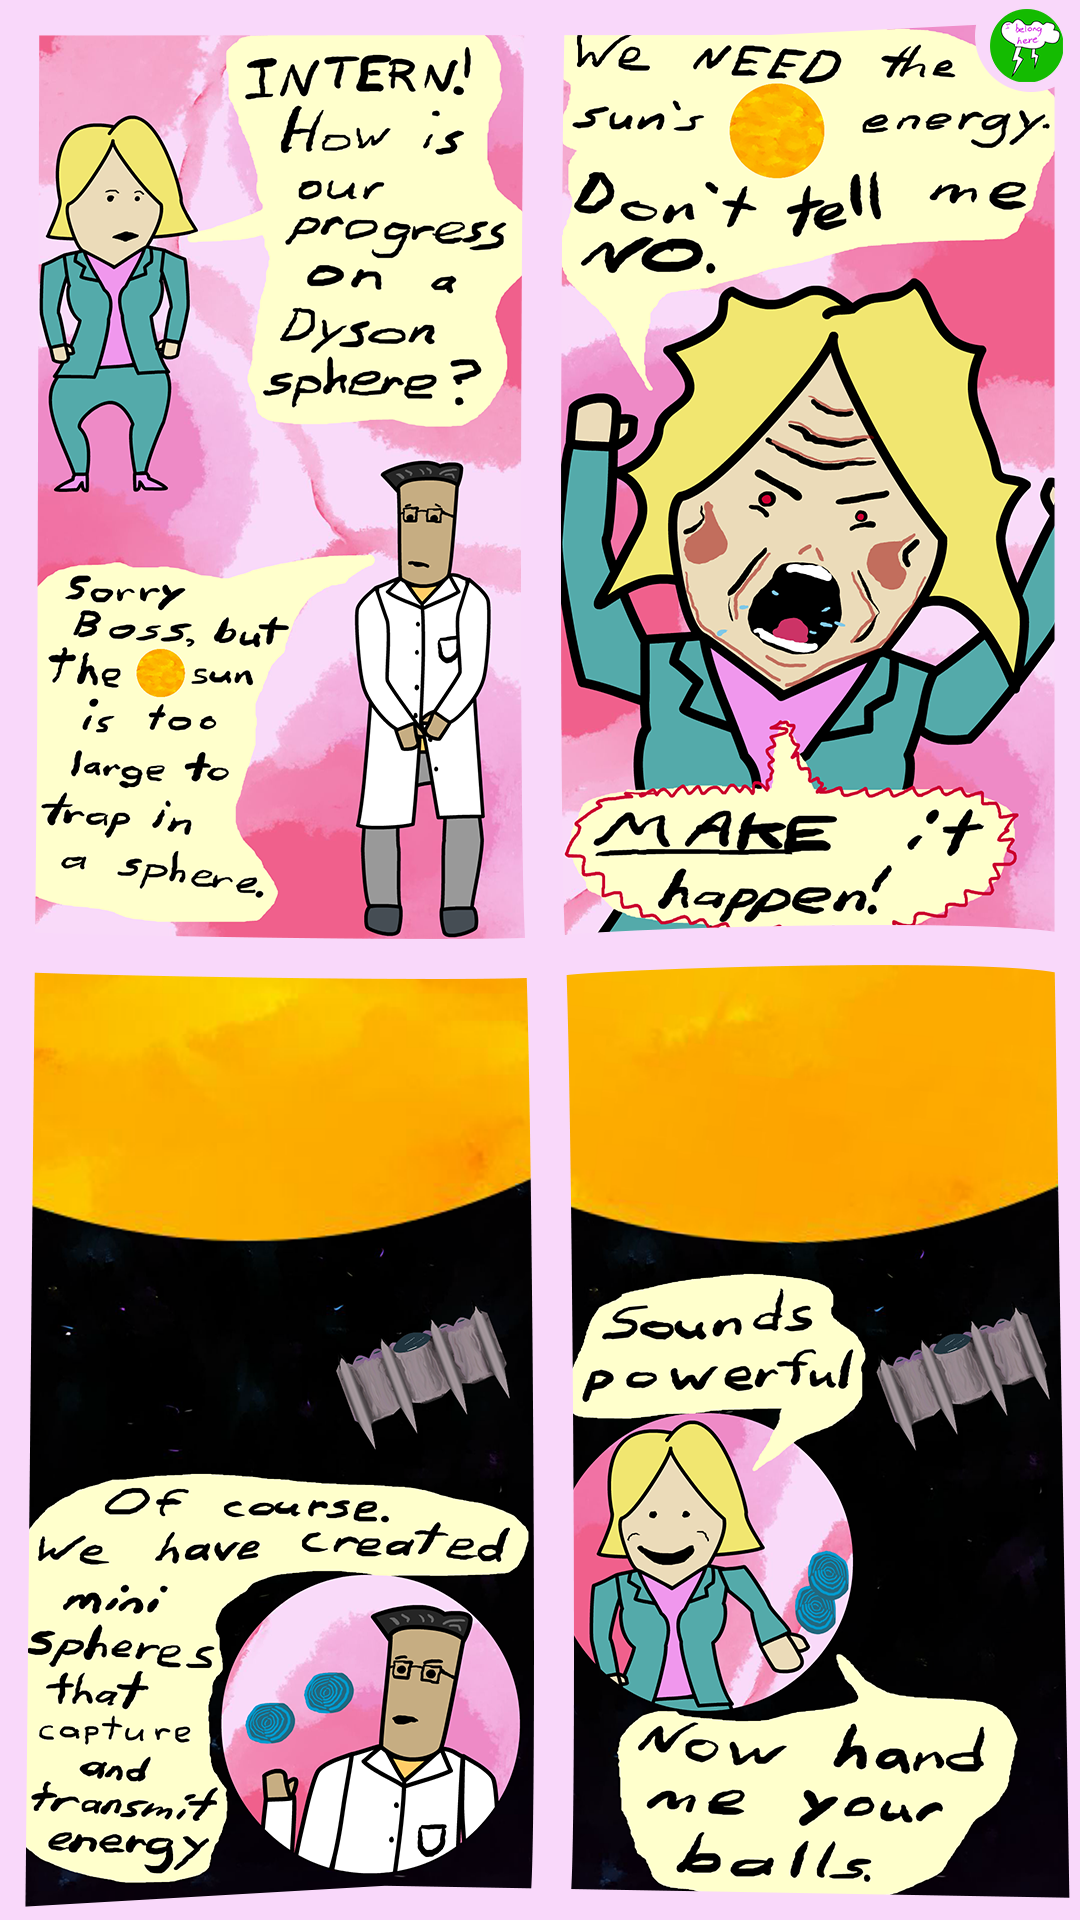 INTERN!
How is
our
progress
on a
Dyson
sphere?
Sorry
Boss, but
the sun
is too
large to
trap in
a sphere.
I belong
here
We NEED the
sun's energy.
Don't tell me
NO.
MAKE it
happen!
Of course.
We have created
mini
spheres
that
capture
and
transmit
energy
Sounds
powerful
Now hand
me your
balls.